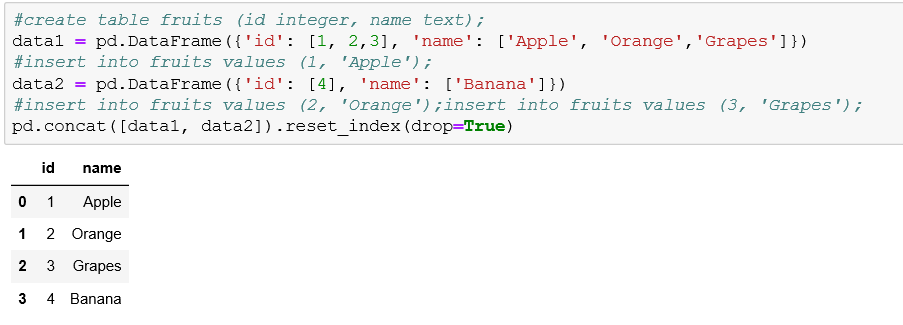 #create table fruits (id integer, name text);
data1 = pd.DataFrame({'id': [1, 2,3], 'name': ['Apple', 'Orange','Grapes']})
#insert into fruits values (1, 'Apple');
data2 = pd.DataFrame({'id': [4], 'name': ['Banana']})
#insert into fruits values (2, 'Orange');insert into fruits values (3, 'Grapes');
pd.concat([data1, data2]).reset_index(drop=True)
id name
0 1 Apple
1 2 Orange
2 3 Grapes
3 4 Banana